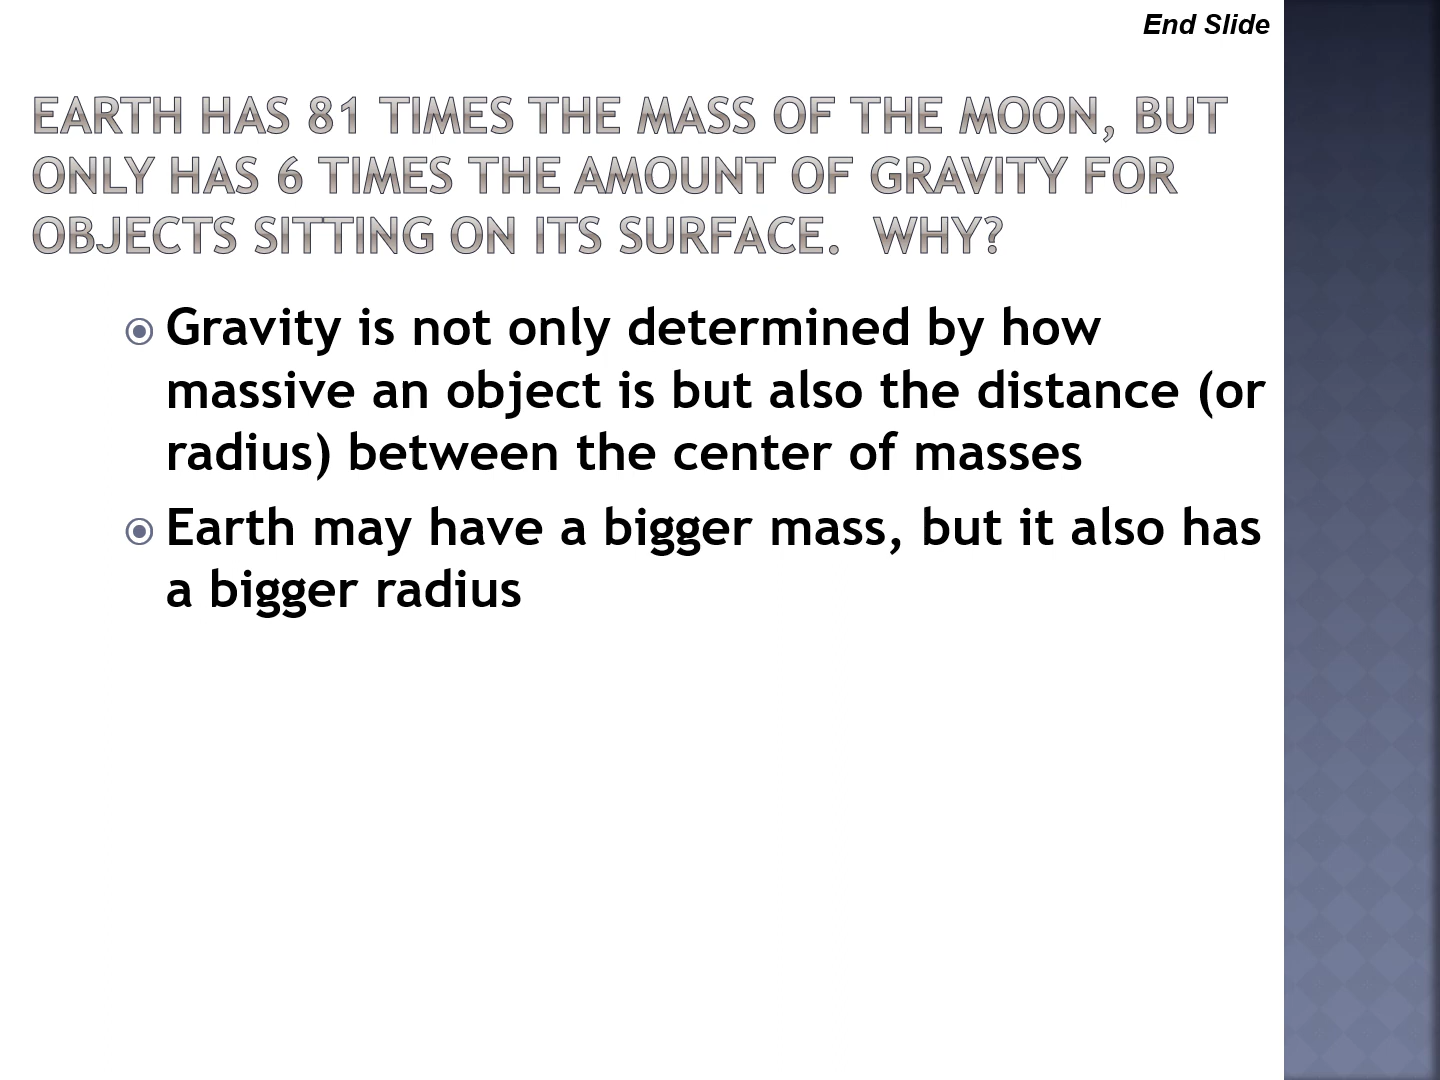 End Slide
EARTH HAS 81 TIMES THE MASS OF THE MOON, BUT
ONLY HAS 6 TIMES THE AMOUNT OF GRAVITY FOR
OBJECTS SITTING ON ITS SURFACE.  WHY?
Gravity is not only determined by how
massive an object is but also the distance (or
radius) between the center of masses
Earth may have a bigger mass, but it also has
a bigger radius